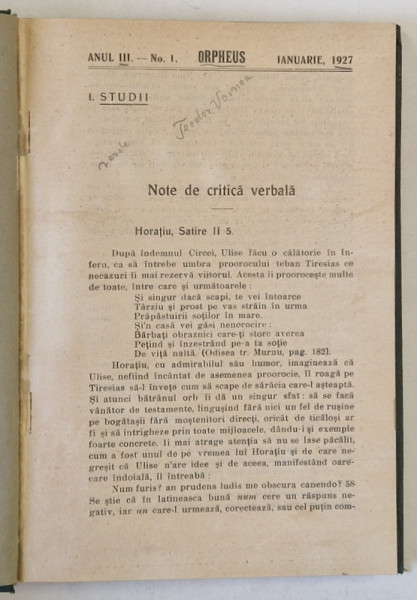 ANUL III. — No. 1. ORPHEUS IANUARIE, 1927
I. STUDII
Teodor
Note de critică verbală
Horațiu, Satire II 5.
După îndemnul Circei, Ulise făcu o călătorie în In-
fern, ca să întrebe umbra proorocului teban Tiresias ce
necazuri îi mai rezervă viitorul. Acesta îi proorocește multe
de toate, între care și următoarele:
Și singur dacă scapi, te vei întoarce
Târziu și prost pe vas străin în urma
Prăpăstuirii soților în mare.
Și'n casă vei găsi nenorocire:
Bărbați obraznici care-ți storc averea
Pețind și înzestrând pe-a ta soție
De viță naltă. (Odisea tr. Murnu, pag. 182).
Horațiu, cu admirabilul său humor, imaginează că
Ulise, nefiind încântat de asemenea proorocie, îl roagă pe
Tiresias să-l învețe cum să scape de sărăcia care-l așteaptă.
Și atunci bătrânul orb îi dă un singur sfat: să se facă
vânător de testamente, lingușind fără nici un fel de rușine
pe bogătașii fără moștenitori direcți, oricât de ticăloși ar
fi și să intrigheze prin toate mijloacele, dându-i și exemple
foarte concrete. Ii mai atrage atenția să nu se lase păcălit,
cum a fost unul de pe vremea lui Horațiu și de care ne-
greșit că Ulise n'are idee și de aceea, manifestând oare-
care îndoială, îl întreabă:
Num furis? an prudens ludis me obscura canendo? 58
Se știe că în latineasca bună num cere un răspuns ne-
gativ, iar an care-l urmează, corectează, sau cel puțin com-